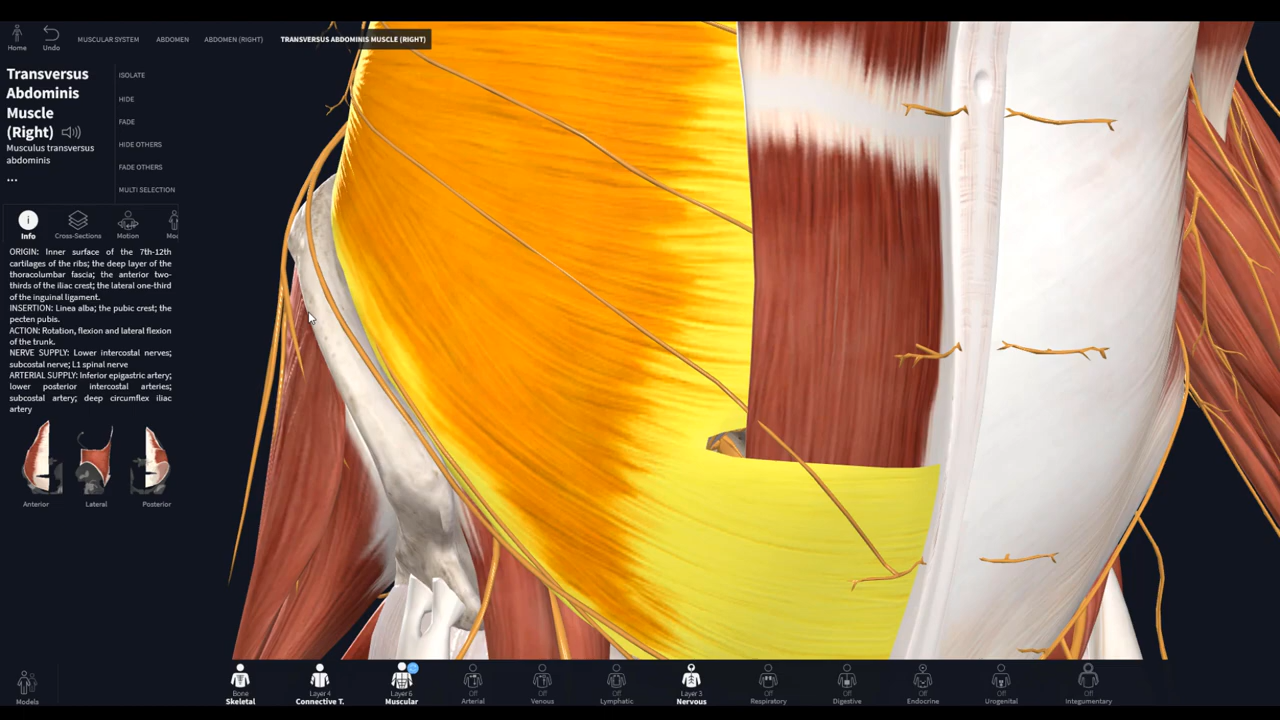 Home
Undo
MUSCULAR SYSTEM
ABDOMEN
ABDOMEN (RIGHT)
TRANSVERSUS ABDOMINIS MUSCLE (RIGHT)
Transversus
Abdominis
Muscle
(Right)
Musculus transversus
abdominis
...
ISOLATE
HIDE
FADE
HIDE OTHERS
FADE OTHERS
MULTI SELECTION
Info
Cross-Sections
Motion
ORIGIN: Inner surface of the 7th-12th
cartilages of the ribs; the deep layer of the
thoracolumbar fascia; the anterior two-
thirds of the iliac crest; the lateral one-third
of the inguinal ligament.
INSERTION: Linea alba; the pubic crest; the
pecten pubis.
ACTION: Rotation, flexion and lateral flexion
of the trunk.
NERVE SUPPLY: Lower intercostal nerves;
subcostal nerve; L1 spinal nerve
ARTERIAL SUPPLY: Inferior epigastric artery;
lower posterior intercostal arteries;
subcostal artery; deep circumflex iliac
artery
Anterior
Lateral
Posterior
Models
Bone
Skeletal
Layer 4
Connective T.
Layer 6
Muscular
Off
Arterial
Off
Venous
Off
Lymphatic
Layer 3
Nervous
Off
Respiratory
Off
Digestive
Off
Endocrine
Off
Urogenital
Off
Integumentary